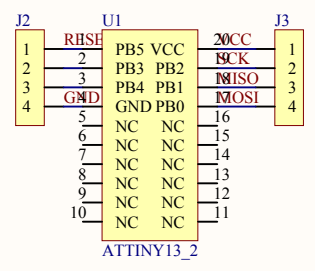 J2 U1 J3
1 RESE 1 PB5 VCC 20 VCC 1
2 2 PB3 PB2 19 SCK 2
3 3 PB4 PB1 18 MISO 3
4 GND 4 GND PB0 17 MOSI 4
5 NC NC 16
6 NC NC 15
7 NC NC 14
8 NC NC 13
9 NC NC 12
10 NC NC 11
ATTINY13_2